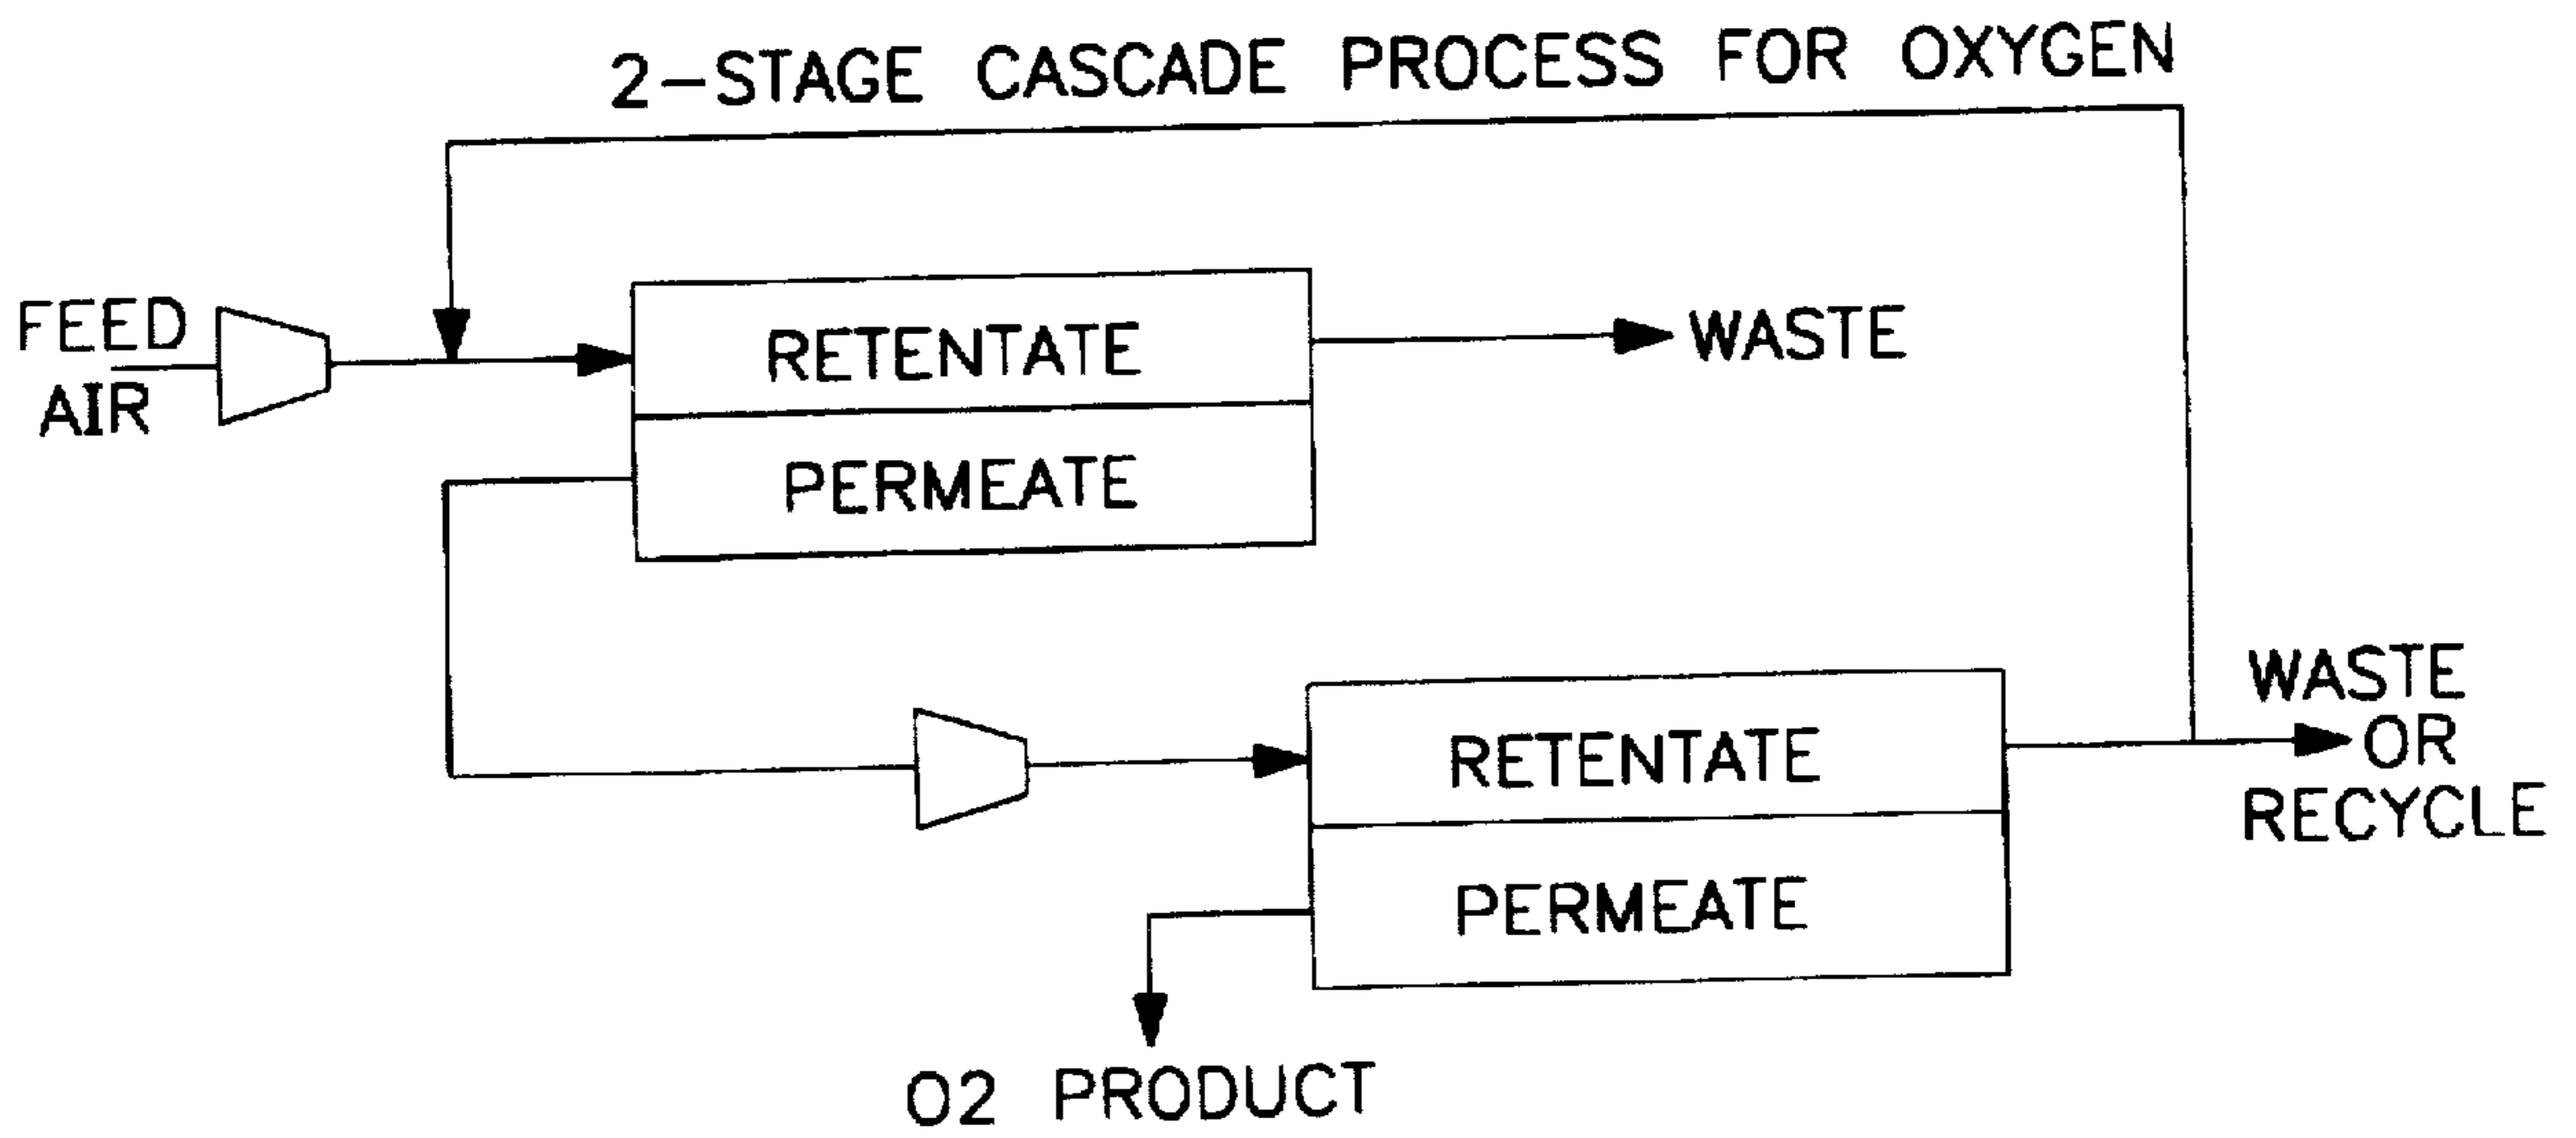 2-STAGE CASCADE PROCESS FOR OXYGEN
FEED
AIR
RETENTATE
WASTE
PERMEATE
RETENTATE
WASTE
OR
RECYCLE
PERMEATE
O2 PRODUCT